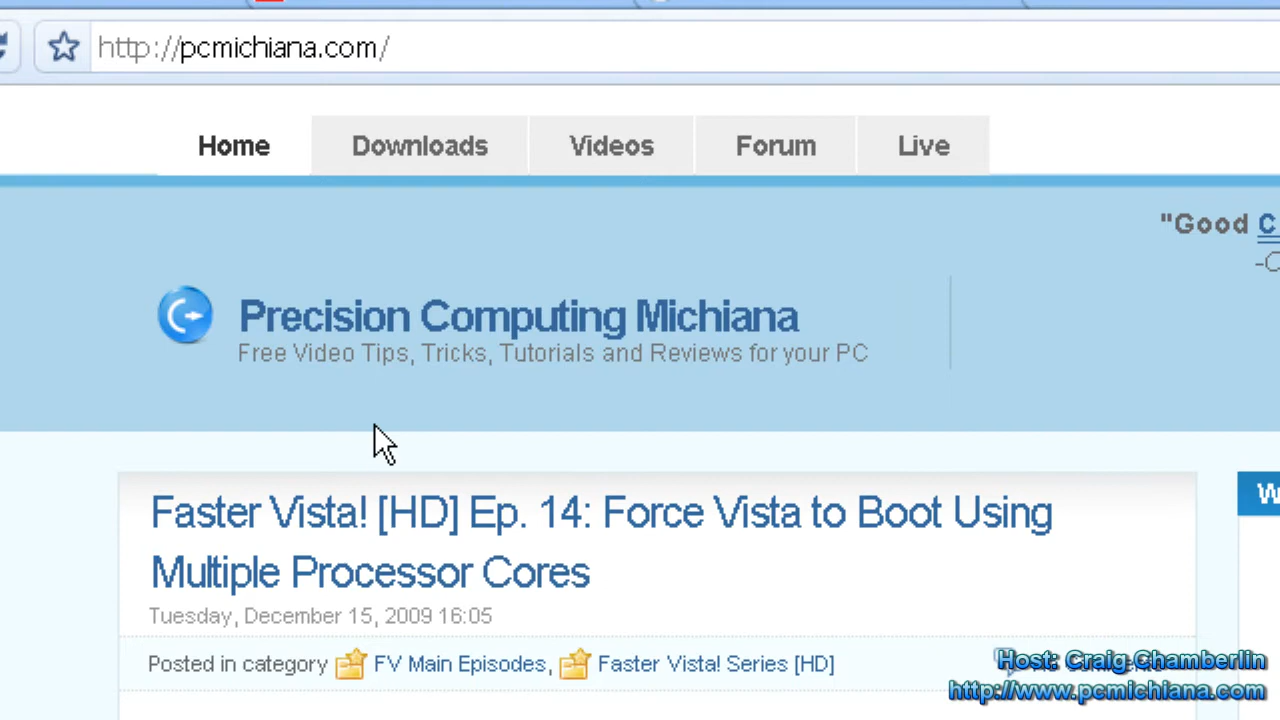 http://pcmichiana.com/
Home Downloads Videos Forum Live
"Good C
Precision Computing Michiana
Free Video Tips, Tricks, Tutorials and Reviews for your PC
Faster Vista! [HD] Ep. 14: Force Vista to Boot Using
Multiple Processor Cores
Tuesday, December 15, 2009 16:05
Posted in category FV Main Episodes, Faster Vista! Series [HD]
Host: Craig Chamberlin
http://www.pcmichiana.com